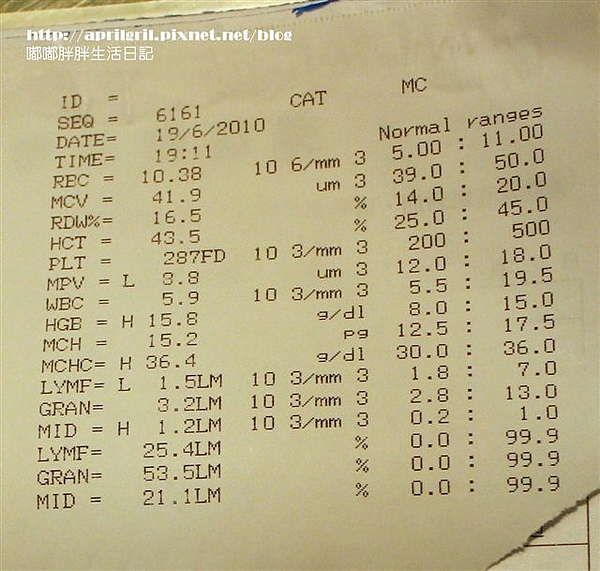 http://aprilgril.pixnet.net/blog
嘟嘟胖胖生活日記
ID =
SEQ = 6161 CAT MC
DATE= 19/6/2010
TIME= 19:11 Normal ranges
RBC = 10.38 10 6/mm 3 5.00 : 11.00
MCV = 41.9 um 3 39.0 : 50.0
RDW%= 16.5 % 14.0 : 20.0
HCT = 43.5 % 25.0 : 45.0
PLT = 287FD 10 3/mm 3 200 : 500
MPV = L 8.8 um 3 12.0 : 18.0
WBC = 5.9 10 3/mm 3 5.5 : 19.5
HGB = H 15.8 g/dl 8.0 : 15.0
MCH = 15.2 pg 12.5 : 17.5
MCHC= H 36.4 g/dl 30.0 : 36.0
LYMF= L 1.5LM 10 3/mm 3 1.8 : 7.0
GRAN= 3.2LM 10 3/mm 3 2.8 : 13.0
MID = H 1.2LM 10 3/mm 3 0.2 : 1.0
LYMF= 25.4LM % 0.0 : 99.9
GRAN= 53.5LM % 0.0 : 99.9
MID = 21.1LM % 0.0 : 99.9